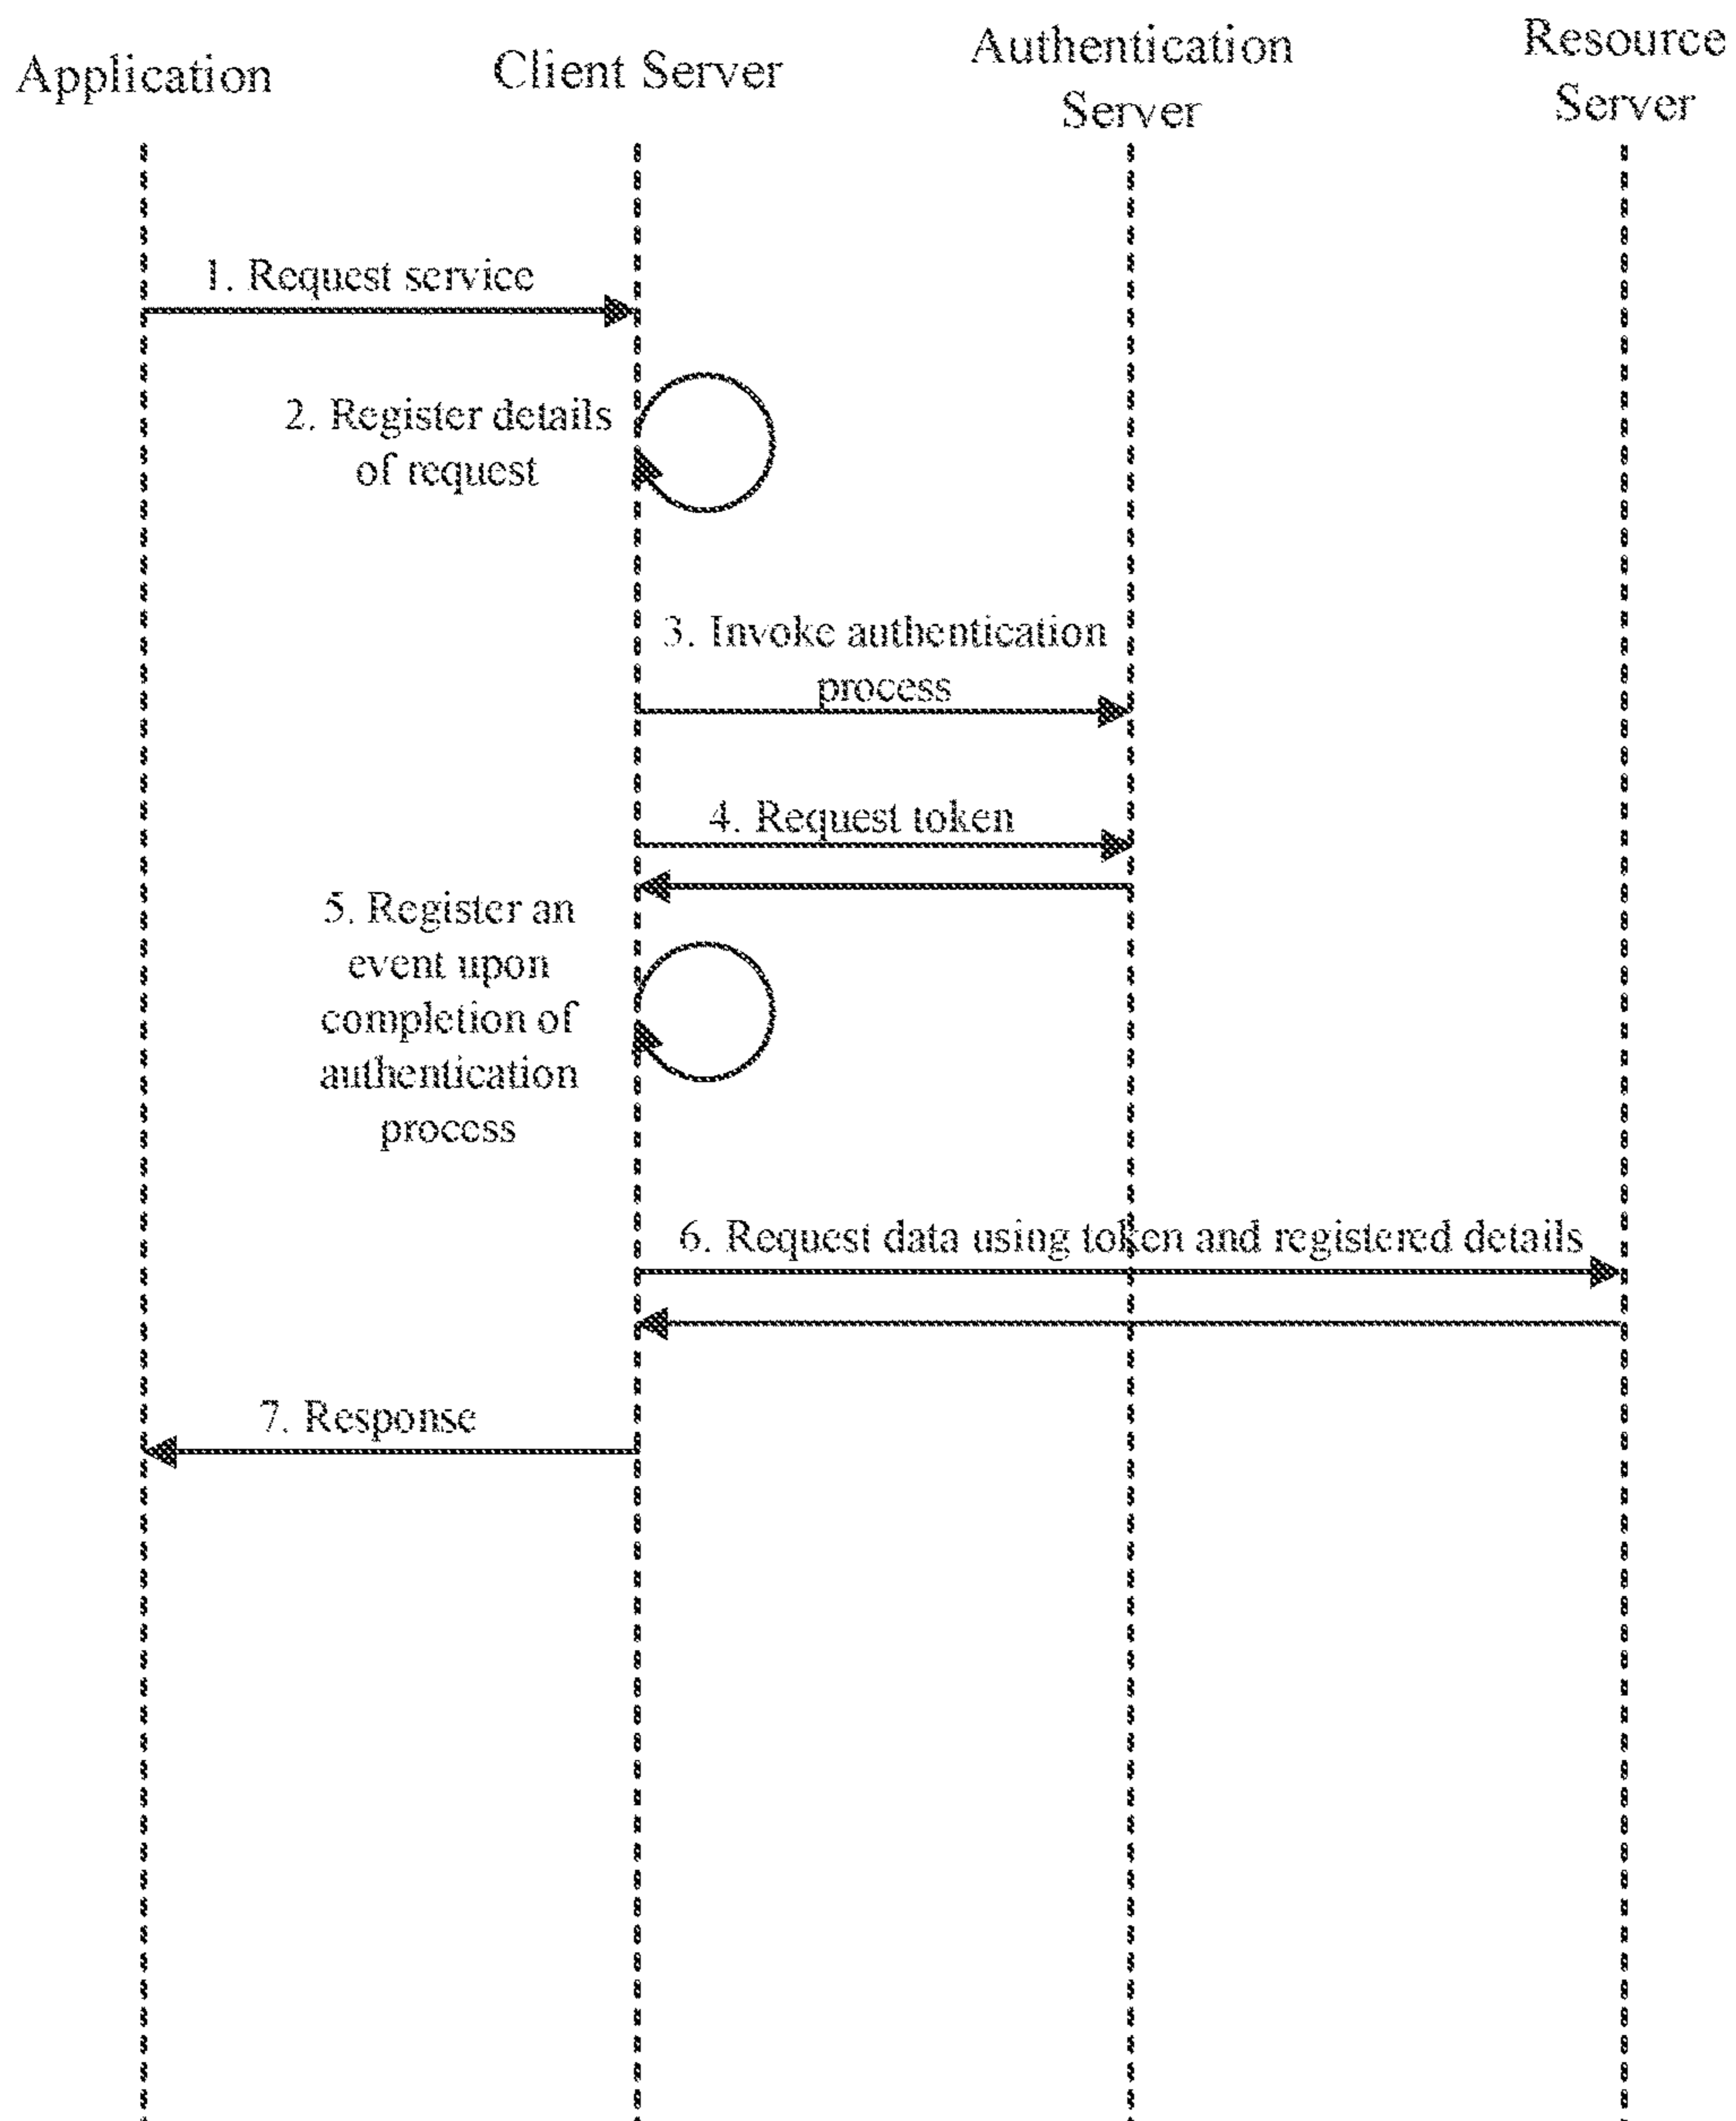 Application
Client Server
Authentication
Server
Resource
Server
1. Request service
2. Register details
of request
3. Invoke authentication
process
4. Request token
5. Register an
event upon
completion of
authentication
process
6. Request data using token and registered details
7. Response